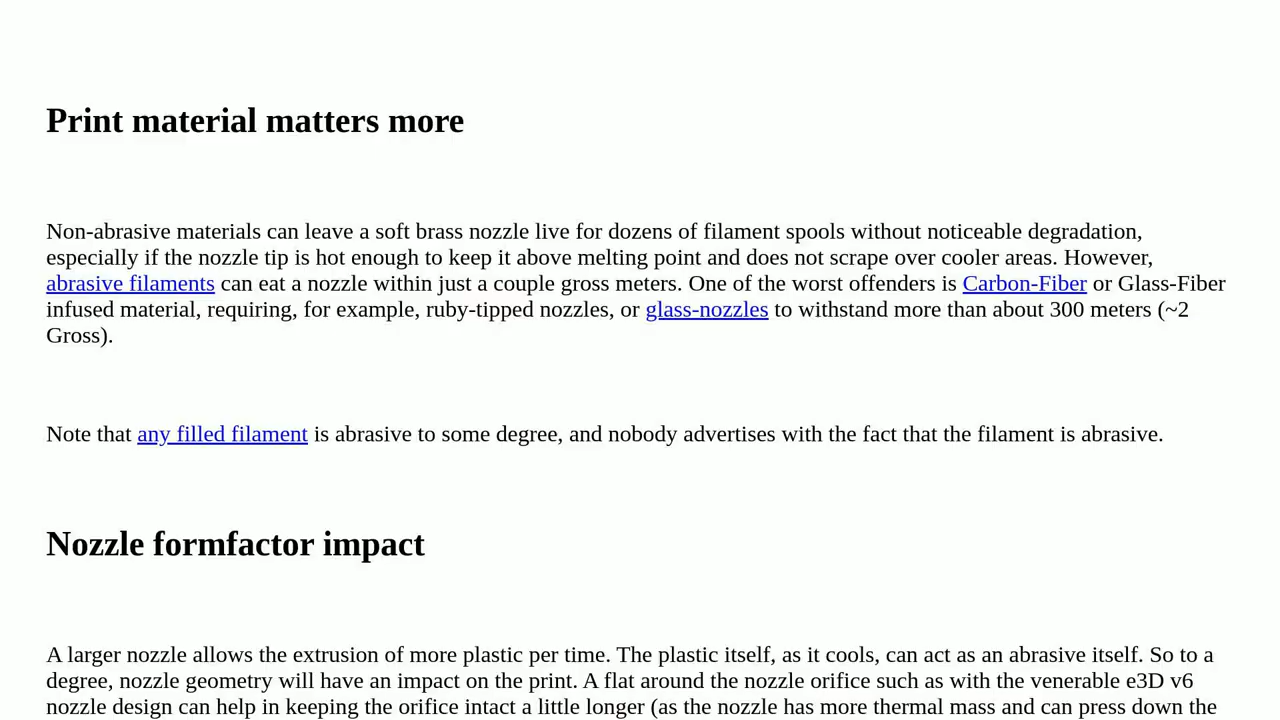 Print material matters more
Non-abrasive materials can leave a soft brass nozzle live for dozens of filament spools without noticeable degradation,
especially if the nozzle tip is hot enough to keep it above melting point and does not scrape over cooler areas. However,
abrasive filaments can eat a nozzle within just a couple gross meters. One of the worst offenders is Carbon-Fiber or Glass-Fiber
infused material, requiring, for example, ruby-tipped nozzles, or glass-nozzles to withstand more than about 300 meters (~2
Gross).
Note that any filled filament is abrasive to some degree, and nobody advertises with the fact that the filament is abrasive.
Nozzle formfactor impact
A larger nozzle allows the extrusion of more plastic per time. The plastic itself, as it cools, can act as an abrasive itself. So to a
degree, nozzle geometry will have an impact on the print. A flat around the nozzle orifice such as with the venerable e3D v6
nozzle design can help in keeping the orifice intact a little longer (as the nozzle has more thermal mass and can press down the